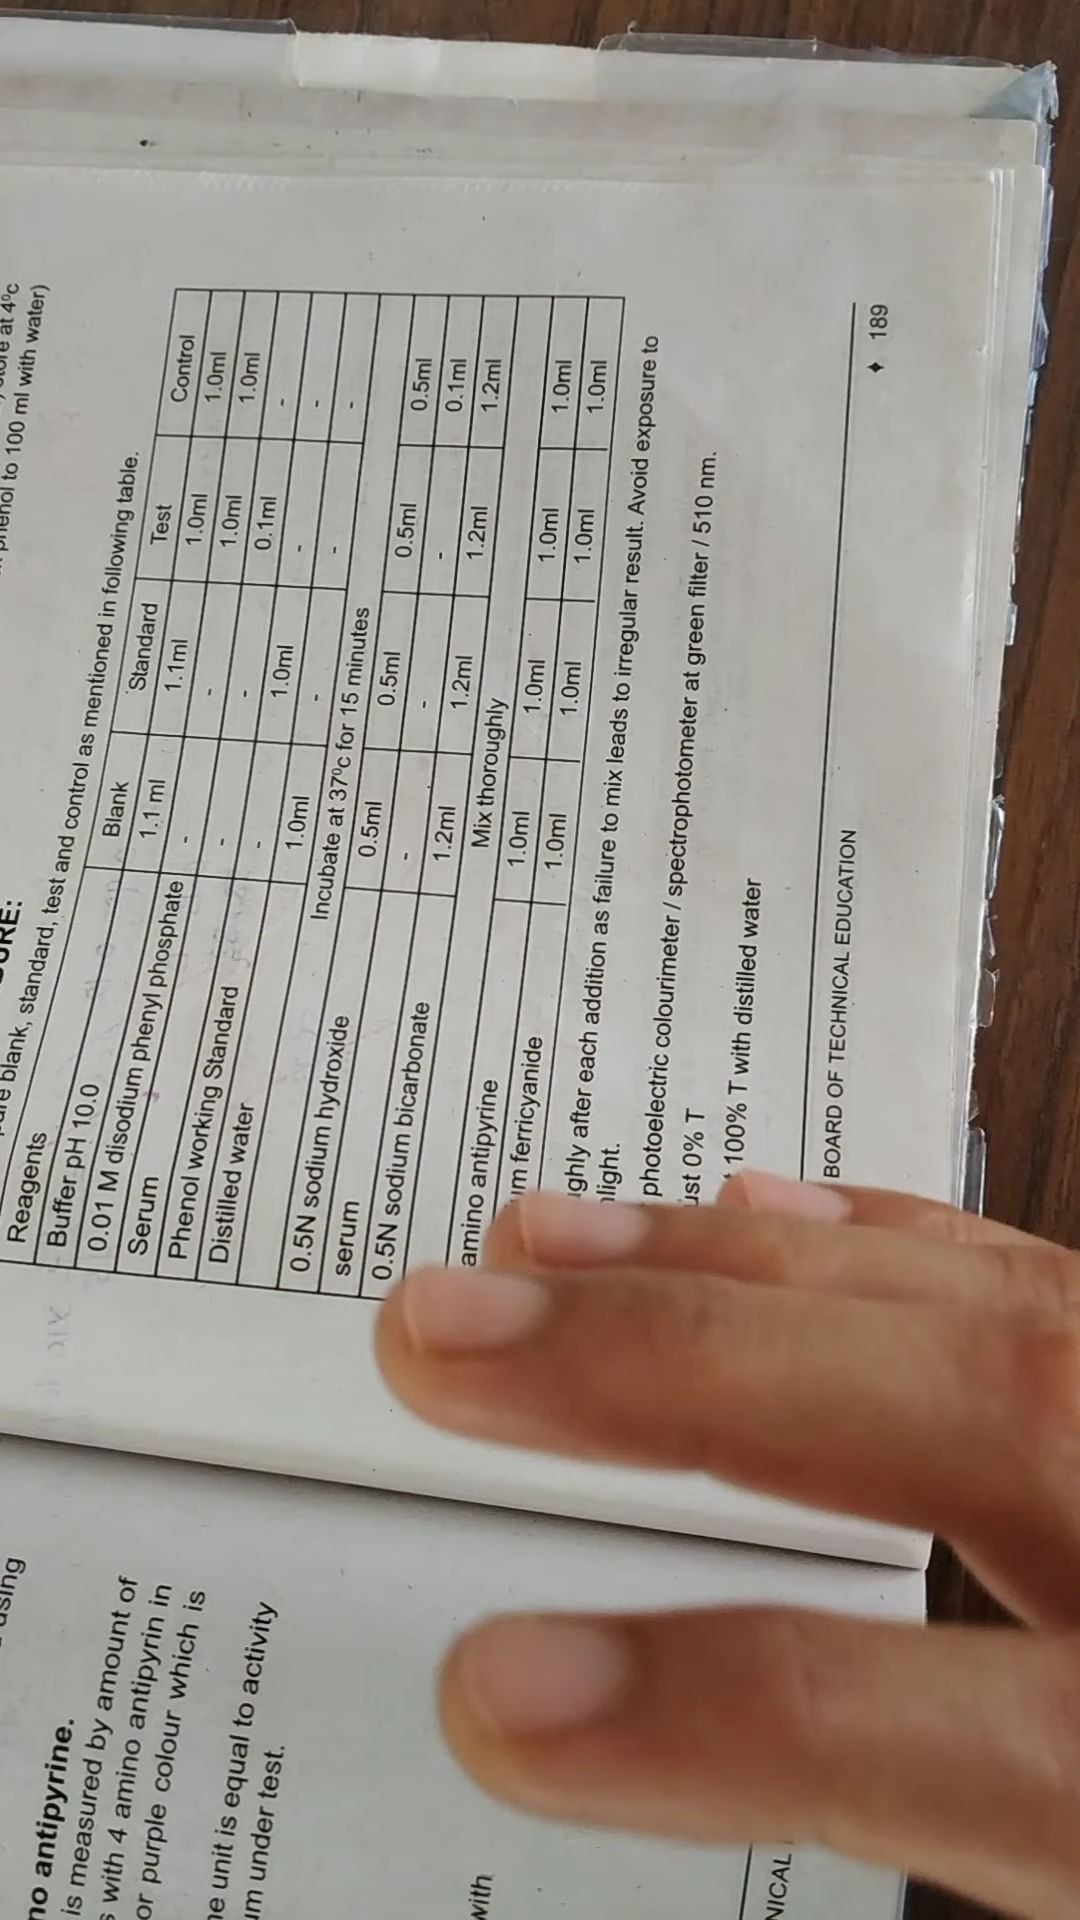 store at 4⁰c
phenol to 100 ml with water)
blank, standard, test and control as mentioned in following table.
Reagents Blank Standard Test Control
Buffer pH 10.0 1.1 ml 1.1ml 1.0ml 1.0ml
0.01 M disodium phenyl phosphate - - 1.0ml 1.0ml
Serum - - 0.1ml -
Phenol working Standard - 1.0ml - -
Distilled water 1.0ml - - -
Incubate at 37⁰c for 15 minutes
0.5N sodium hydroxide 0.5ml 0.5ml 0.5ml 0.5ml
serum - - - 0.1ml
0.5N sodium bicarbonate 1.2ml 1.2ml 1.2ml 1.2ml
Mix thoroughly
amino antipyrine 1.0ml 1.0ml 1.0ml 1.0ml
ferricyanide 1.0ml 1.0ml 1.0ml 1.0ml
after each addition as failure to mix leads to irregular result. Avoid exposure to
photoelectric colourimeter / spectrophotometer at green filter / 510 nm.
0% T
100% T with distilled water
BOARD OF TECHNICAL EDUCATION
189
using
antipyrine.
is measured by amount of
with 4 amino antipyrin in
or purple colour which is
unit is equal to activity
under test.
with